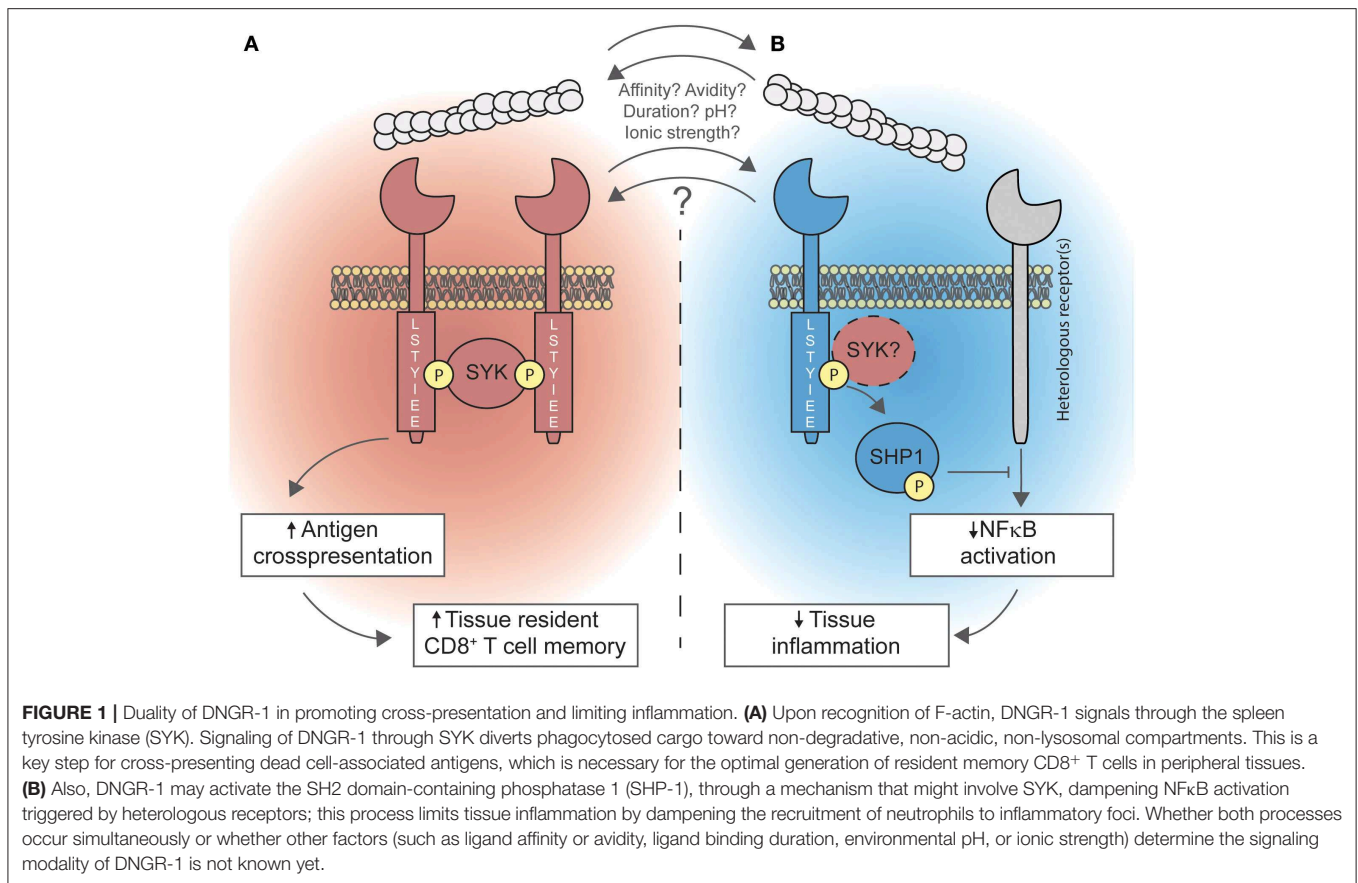 A
B
Affinity? Avidity?
Duration? pH?
Ionic strength?
?
LSTYIEE
P
SYK
P
LSTYIEE
LSTYIEE
P
SYK?
SHP1
P
Heterologous receptor(s)
↑ Antigen
crosspresentation
↑ Tissue resident
CD8⁺ T cell memory
↓NFκB
activation
↓ Tissue
inflammation
FIGURE 1 | Duality of DNGR-1 in promoting cross-presentation and limiting inflammation. (A) Upon recognition of F-actin, DNGR-1 signals through the spleen
tyrosine kinase (SYK). Signaling of DNGR-1 through SYK diverts phagocytosed cargo toward non-degradative, non-acidic, non-lysosomal compartments. This is a
key step for cross-presenting dead cell-associated antigens, which is necessary for the optimal generation of resident memory CD8⁺ T cells in peripheral tissues.
(B) Also, DNGR-1 may activate the SH2 domain-containing phosphatase 1 (SHP-1), through a mechanism that might involve SYK, dampening NFκB activation
triggered by heterologous receptors; this process limits tissue inflammation by dampening the recruitment of neutrophils to inflammatory foci. Whether both processes
occur simultaneously or whether other factors (such as ligand affinity or avidity, ligand binding duration, environmental pH, or ionic strength) determine the signaling
modality of DNGR-1 is not known yet.